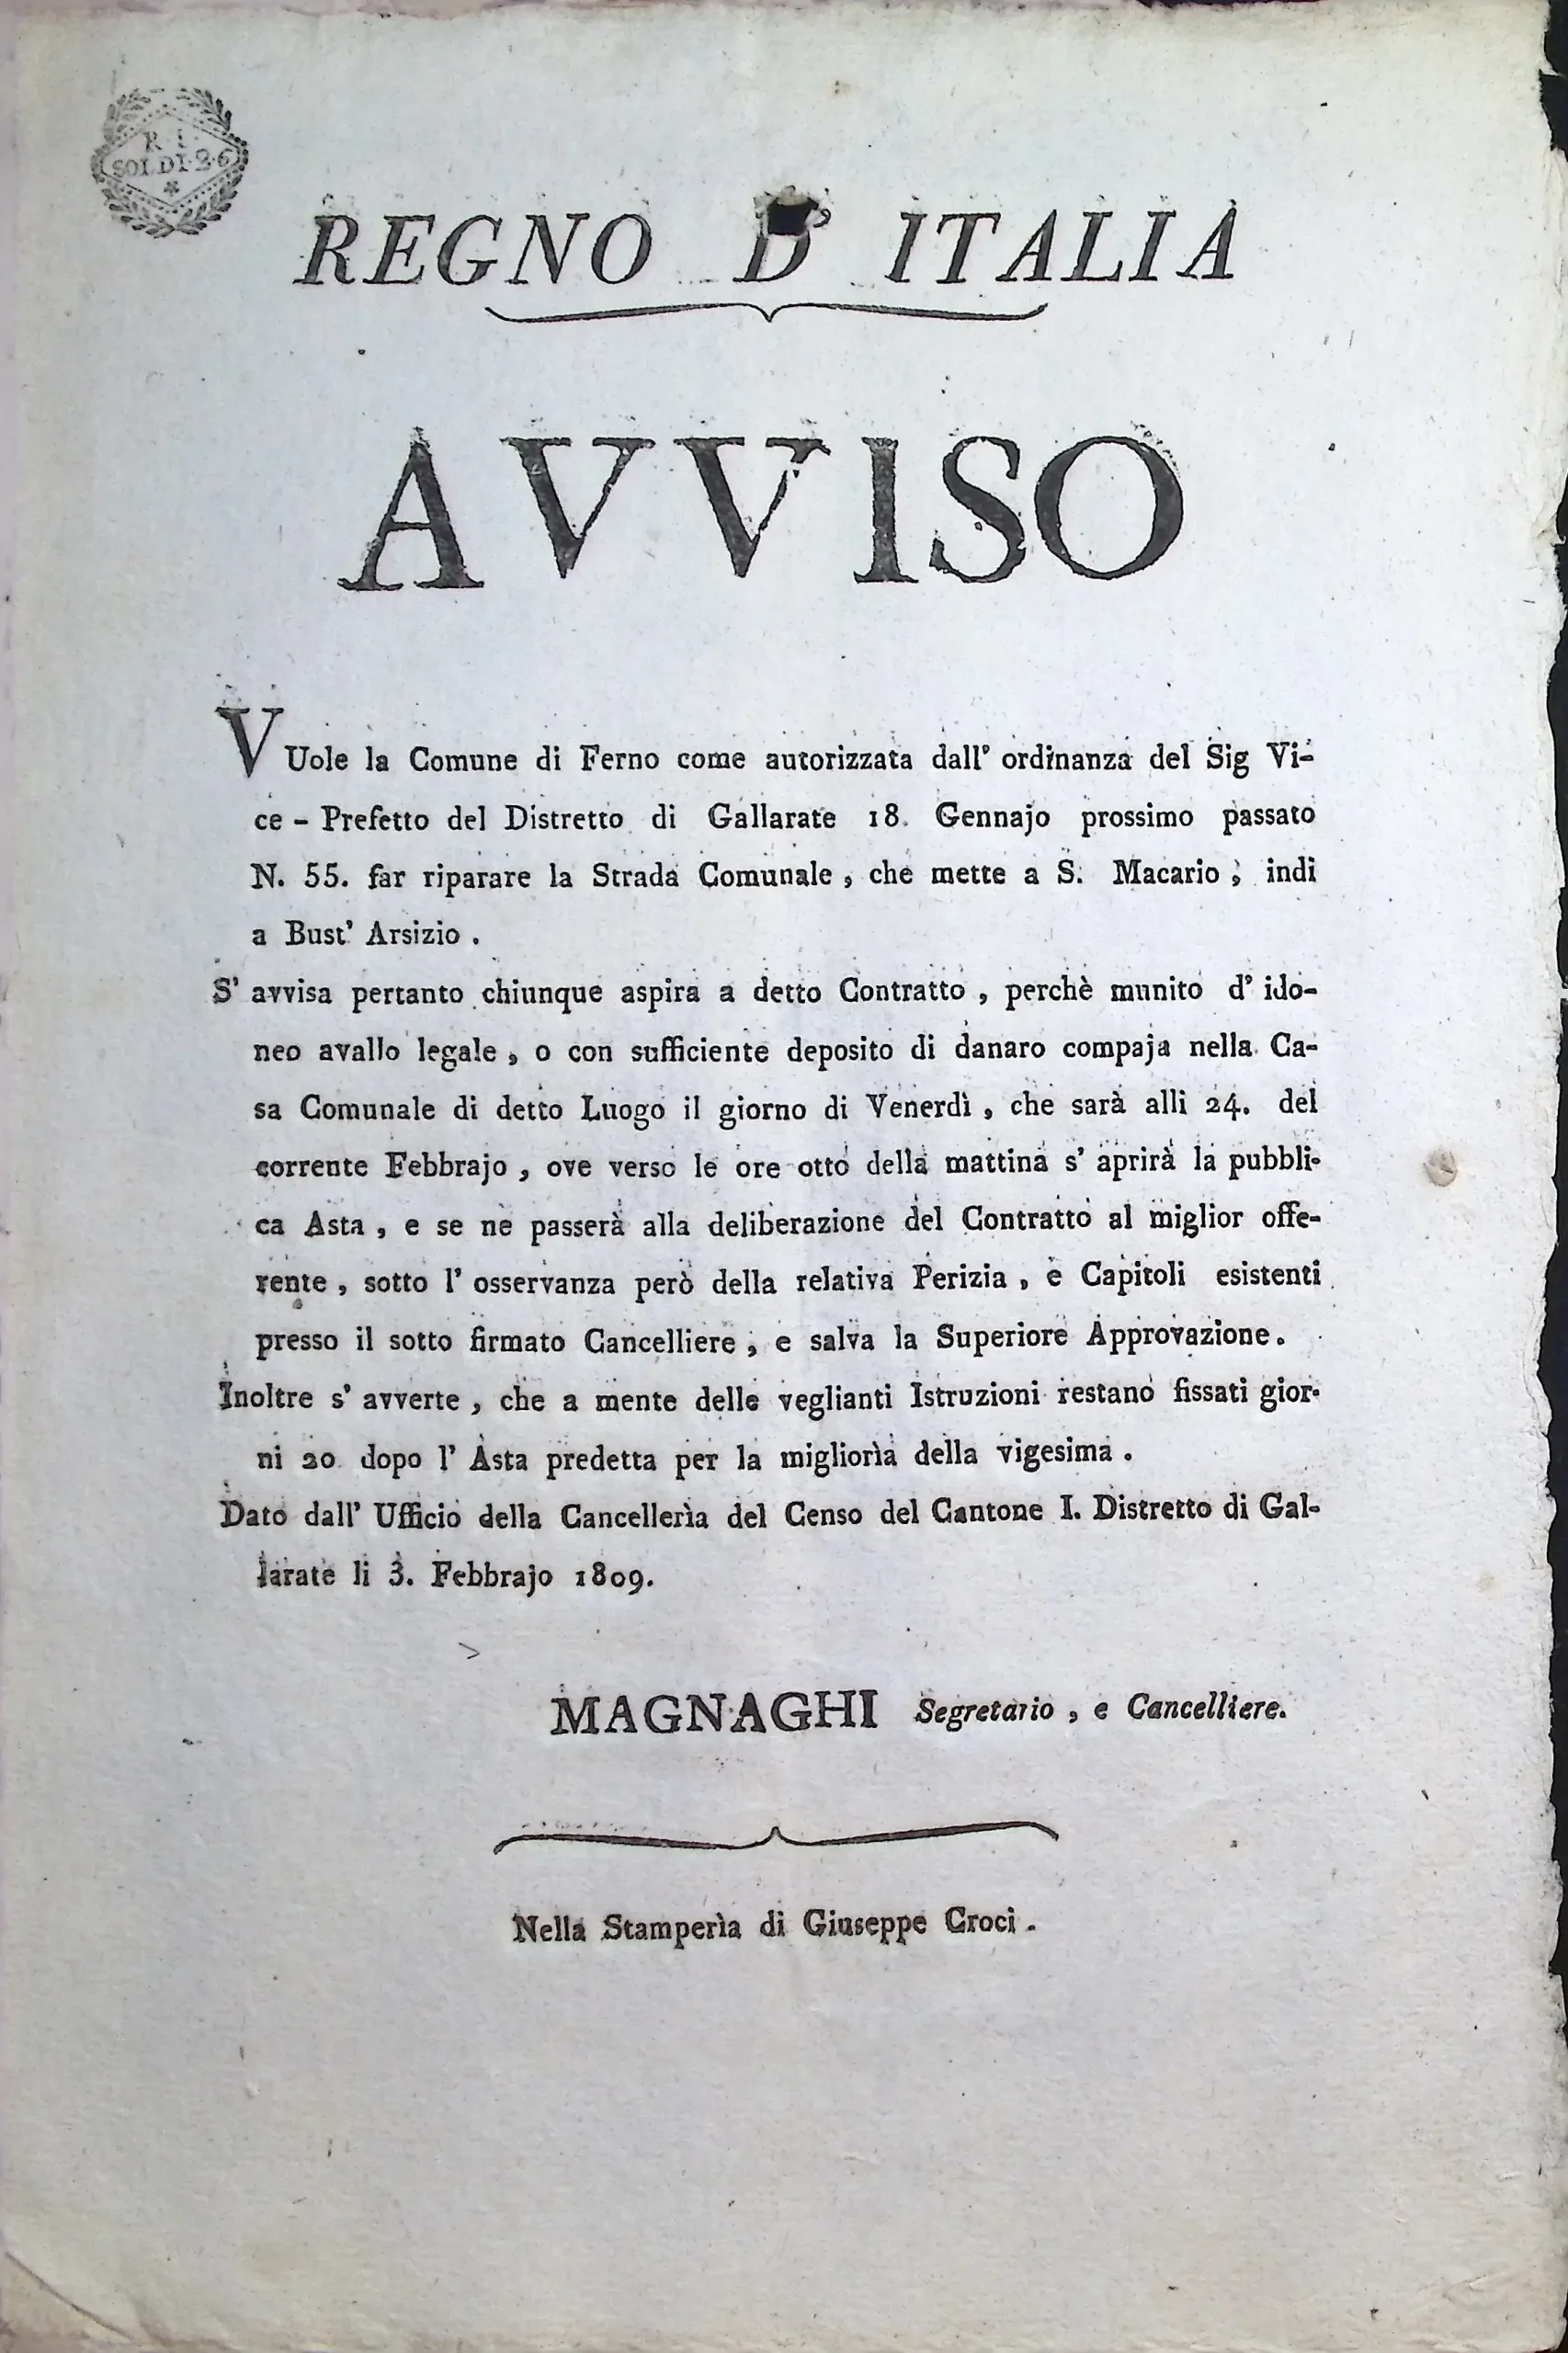 R. I.
SOLDI·2·6
REGNO D' ITALIA
AVVISO
VUole la Comune di Ferno come autorizzata dall' ordinanza del Sig Vi-
ce - Prefetto del Distretto di Gallarate 18. Gennajo prossimo passato
N. 55. far riparare la Strada Comunale , che mette a S. Macario , indi
a Bust' Arsizio .
S' avvisa pertanto chiunque aspira a detto Contratto , perchè munito d' ido-
neo avallo legale , o con sufficiente deposito di danaro compaja nella Ca-
sa Comunale di detto Luogo il giorno di Venerdì , che sarà alli 24. del
corrente Febbrajo , ove verso le ore otto della mattina s' aprirà la pubbli-
ca Asta , e se ne passerà alla deliberazione del Contratto al miglior offe-
rente , sotto l' osservanza però della relativa Perizia , e Capitoli esistenti
presso il sotto firmato Cancelliere , e salva la Superiore Approvazione .
Inoltre s' avverte , che a mente delle veglianti Istruzioni restano fissati gior-
ni 20 dopo l' Asta predetta per la migliorìa della vigesima .
Dato dall' Ufficio della Cancellerìa del Censo del Cantone I. Distretto di Gal-
larate li 3. Febbrajo 1809.
MAGNAGHI Segretario , e Cancelliere.
Nella Stamperìa di Giuseppe Croci .